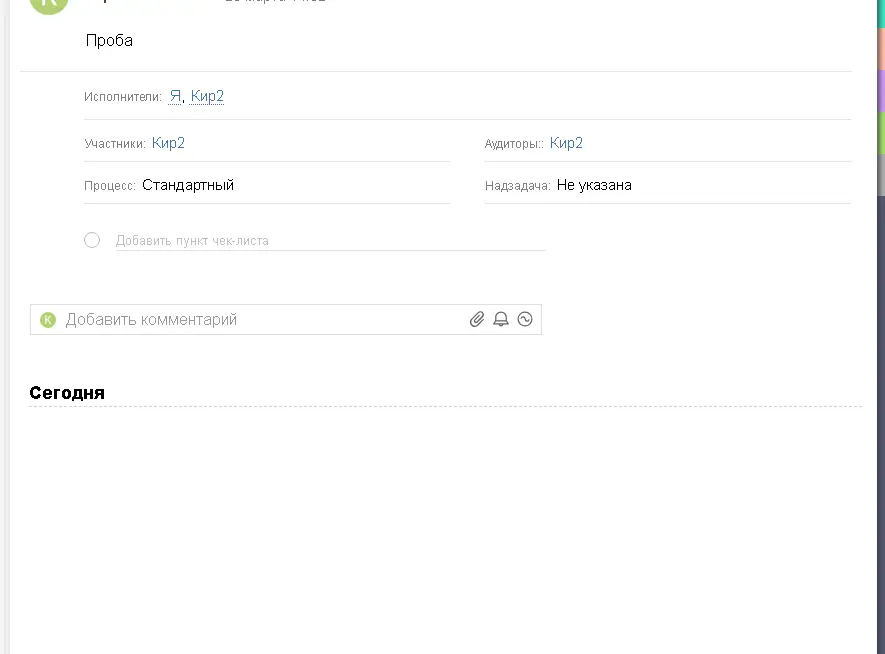 Проба
Исполнители: Я, Кир2
Участники: Кир2
Аудиторы:: Кир2
Процесс: Стандартный
Надзадача: Не указана
Добавить пункт чек-листа
К Добавить комментарий
Сегодня